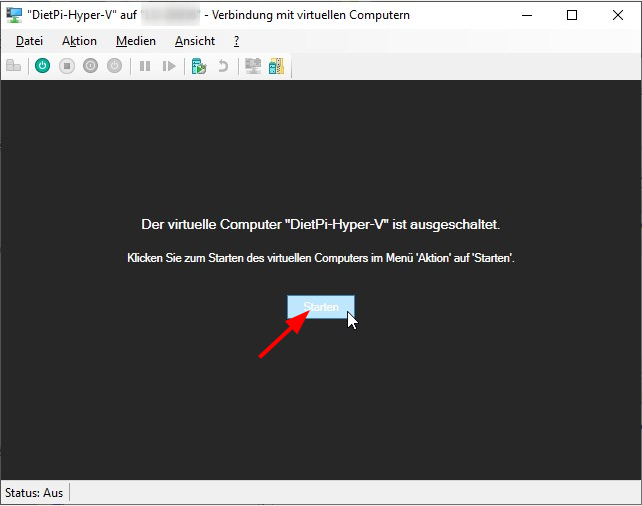 "DietPi-Hyper-V" auf " " - Verbindung mit virtuellen Computern
Datei Aktion Medien Ansicht ?
Der virtuelle Computer "DietPi-Hyper-V" ist ausgeschaltet.
Klicken Sie zum Starten des virtuellen Computers im Menü 'Aktion' auf 'Starten'.
Starten
Status: Aus